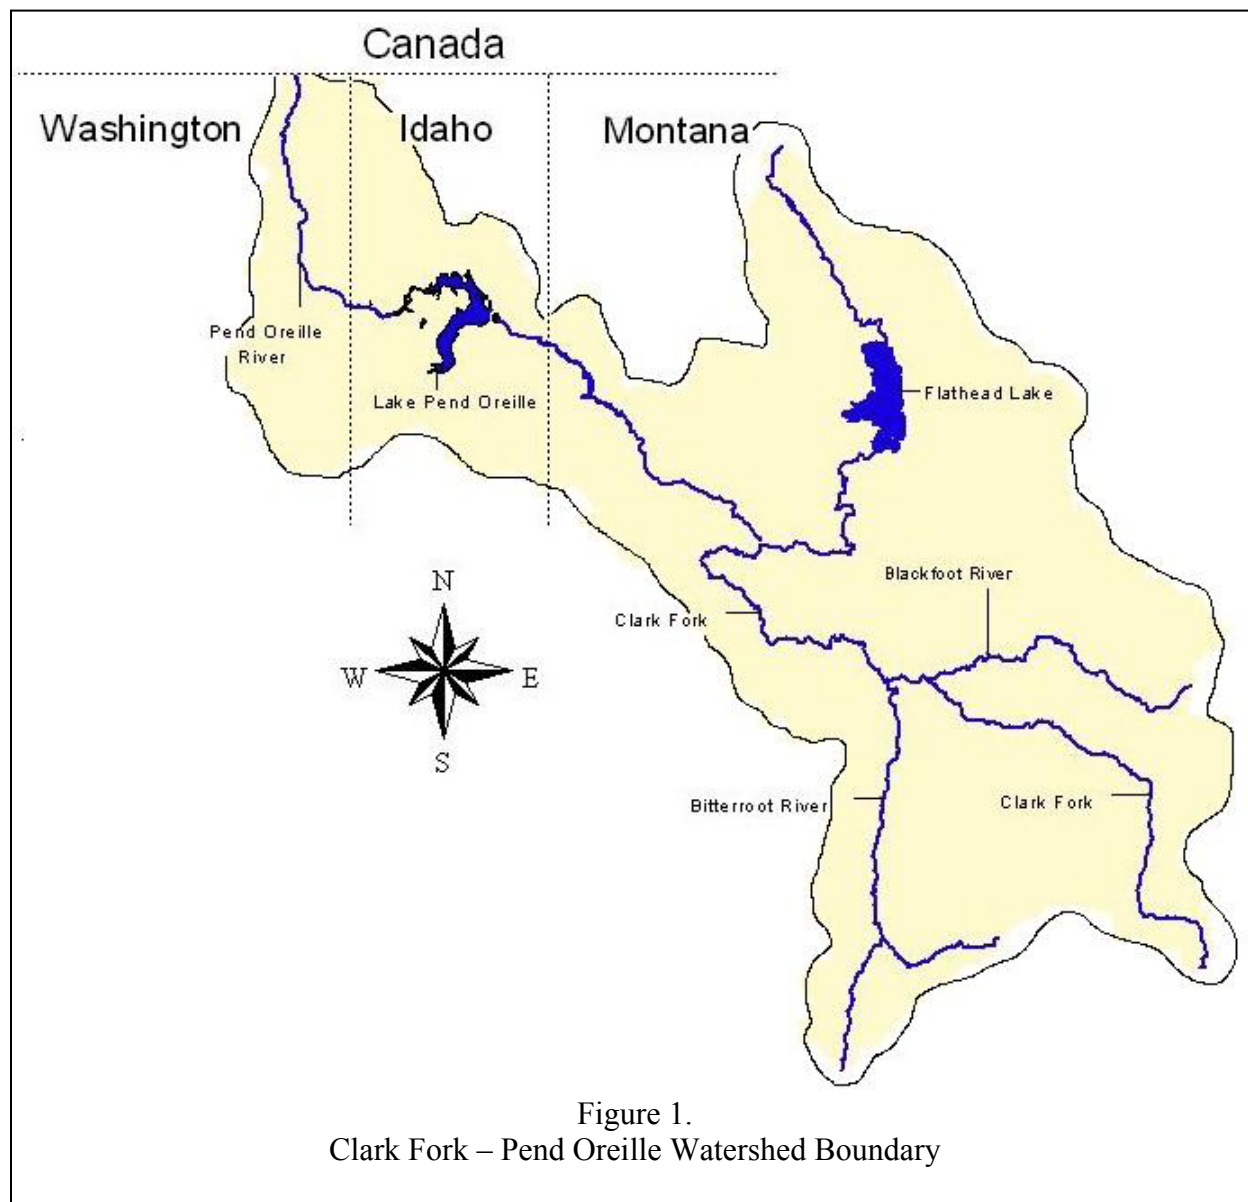 Canada
Washington
Idaho
Montana
Pend Oreille
River
Lake Pend Oreille
Flathead Lake
Blackfoot River
Clark Fork
N
W
E
S
Bitterroot River
Clark Fork
Figure 1.
Clark Fork – Pend Oreille Watershed Boundary